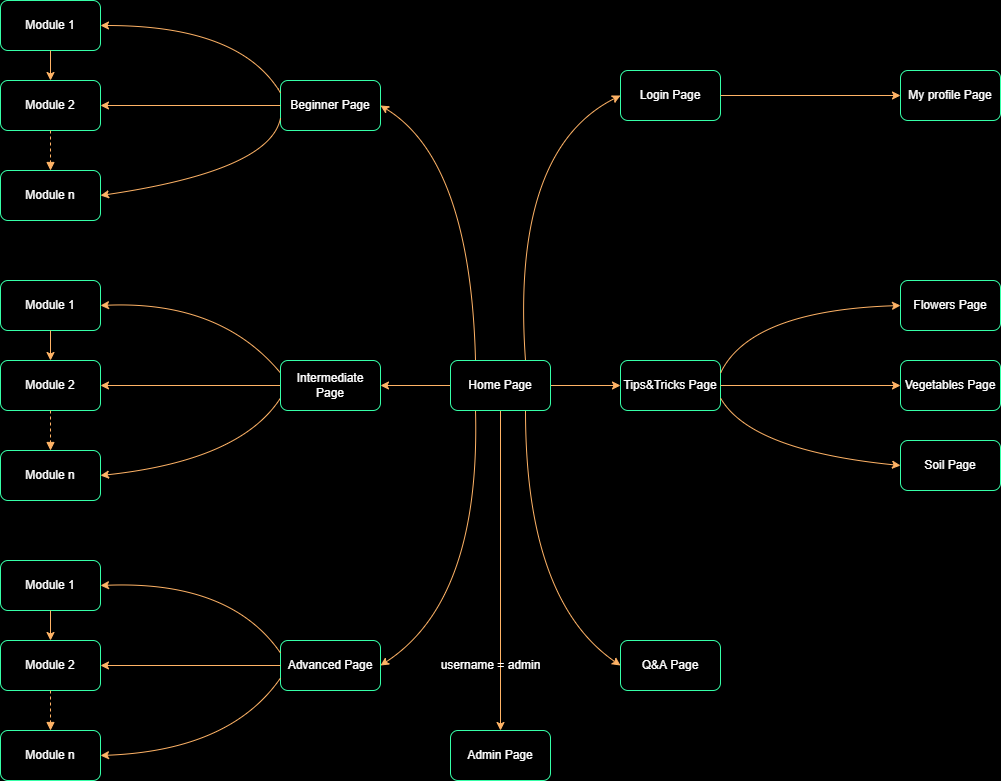 Module 1
Module 2
Module n
Beginner Page
Login Page
My profile Page
Module 1
Module 2
Module n
Intermediate
Page
Home Page
Tips&Tricks Page
Flowers Page
Vegetables Page
Soil Page
Module 1
Module 2
Module n
Advanced Page
username = admin
Q&A Page
Admin Page